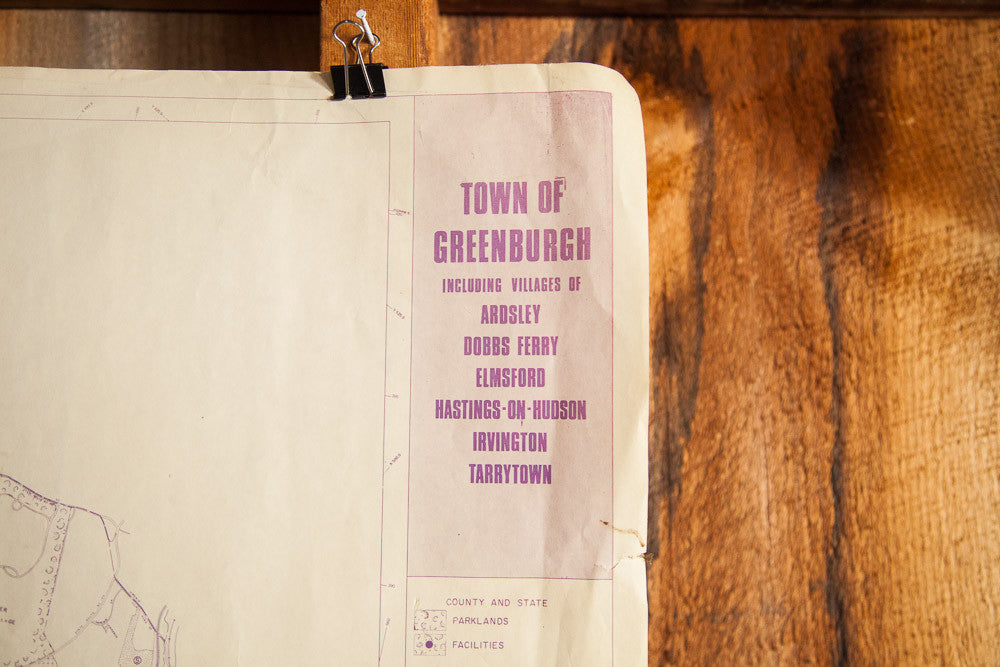 TOWN OF
GREENBURGH
INCLUDING VILLAGES OF
ARDSLEY
DOBBS FERRY
ELMSFORD
HASTINGS-ON-HUDSON
IRVINGTON
TARRYTOWN
COUNTY AND STATE
PARKLANDS
FACILITIES